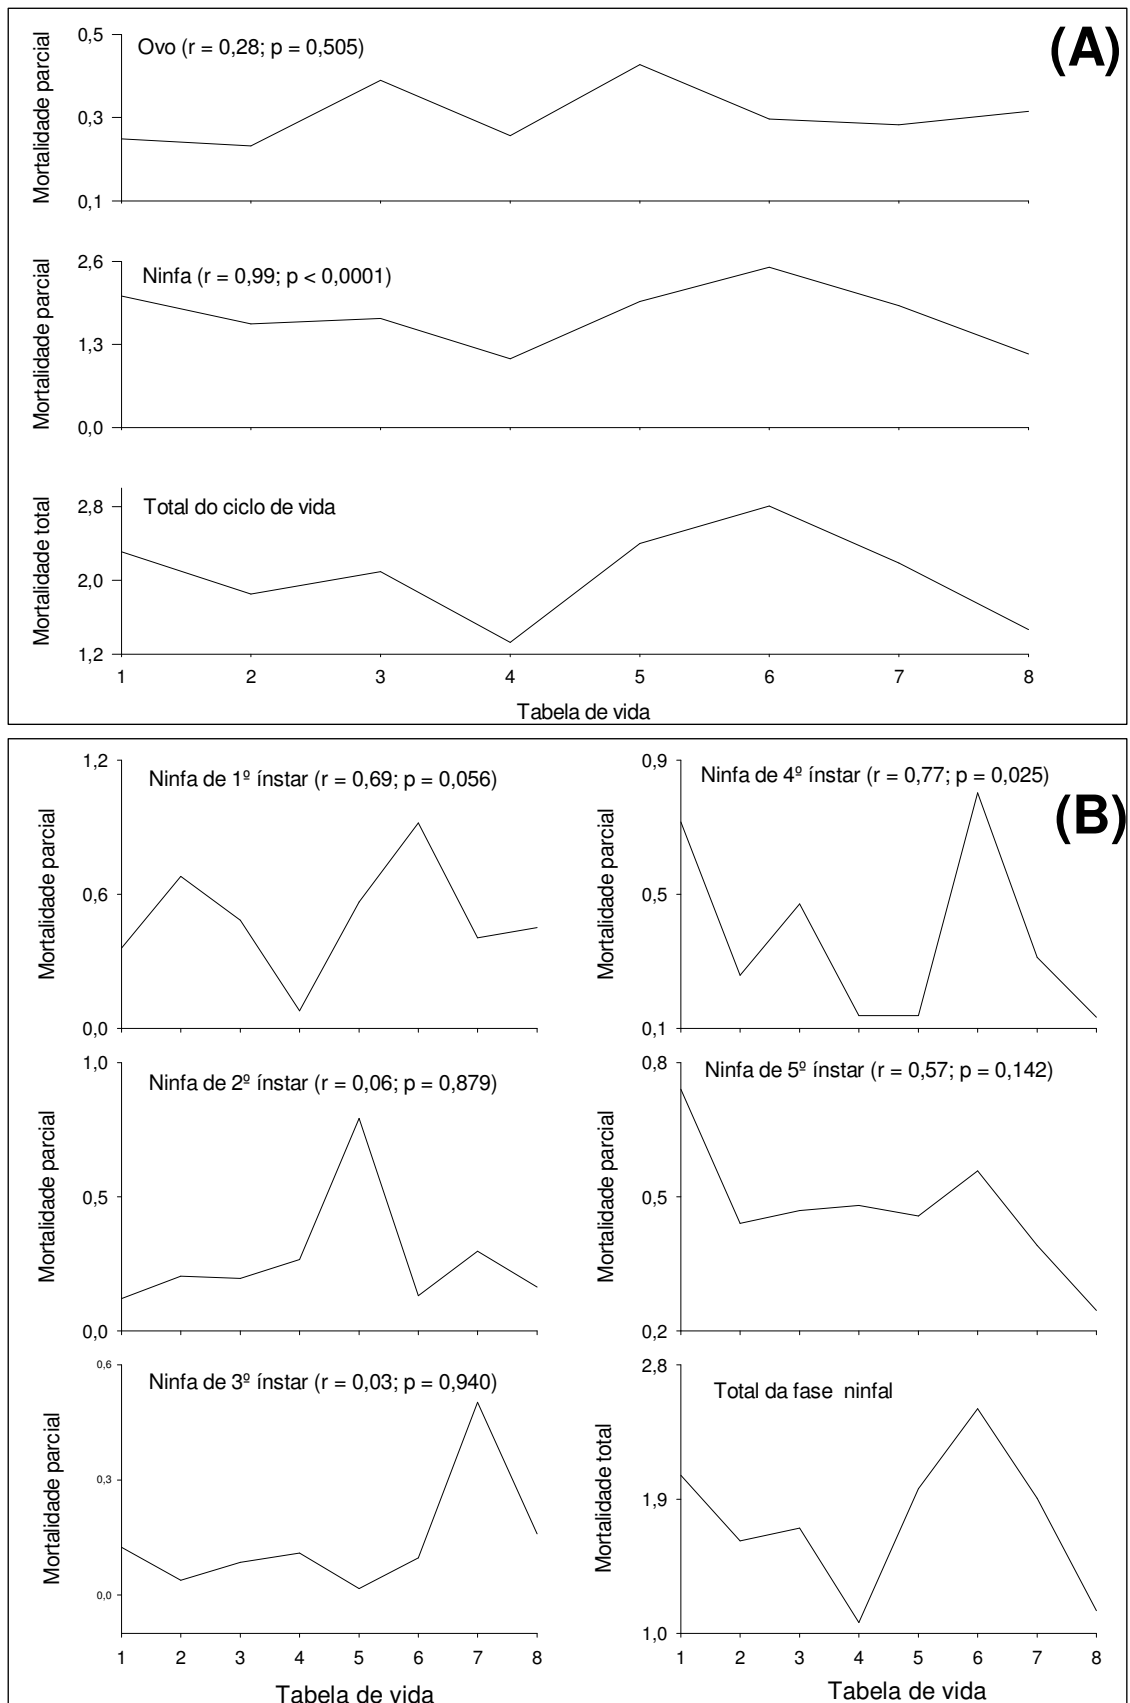 (A)
Ovo (r = 0,28; p = 0,505)
Mortalidade parcial
0,5
0,3
0,1
Ninfa (r = 0,99; p < 0,0001)
Mortalidade parcial
2,6
1,3
0,0
Total do ciclo de vida
Mortalidade total
2,8
2,0
1,2
1 2 3 4 5 6 7 8
Tabela de vida
(B)
Ninfa de 1º ínstar (r = 0,69; p = 0,056)
Mortalidade parcial
1,2
0,6
0,0
Ninfa de 2º ínstar (r = 0,06; p = 0,879)
Mortalidade parcial
1,0
0,5
0,0
Ninfa de 3º ínstar (r = 0,03; p = 0,940)
Mortalidade parcial
0,6
0,3
0,0
1 2 3 4 5 6 7 8
Tabela de vida
Ninfa de 4º ínstar (r = 0,77; p = 0,025)
Mortalidade parcial
0,9
0,5
0,1
Ninfa de 5º ínstar (r = 0,57; p = 0,142)
Mortalidade parcial
0,8
0,5
0,2
Total da fase ninfal
Mortalidade total
2,8
1,9
1,0
1 2 3 4 5 6 7 8
Tabela de vida